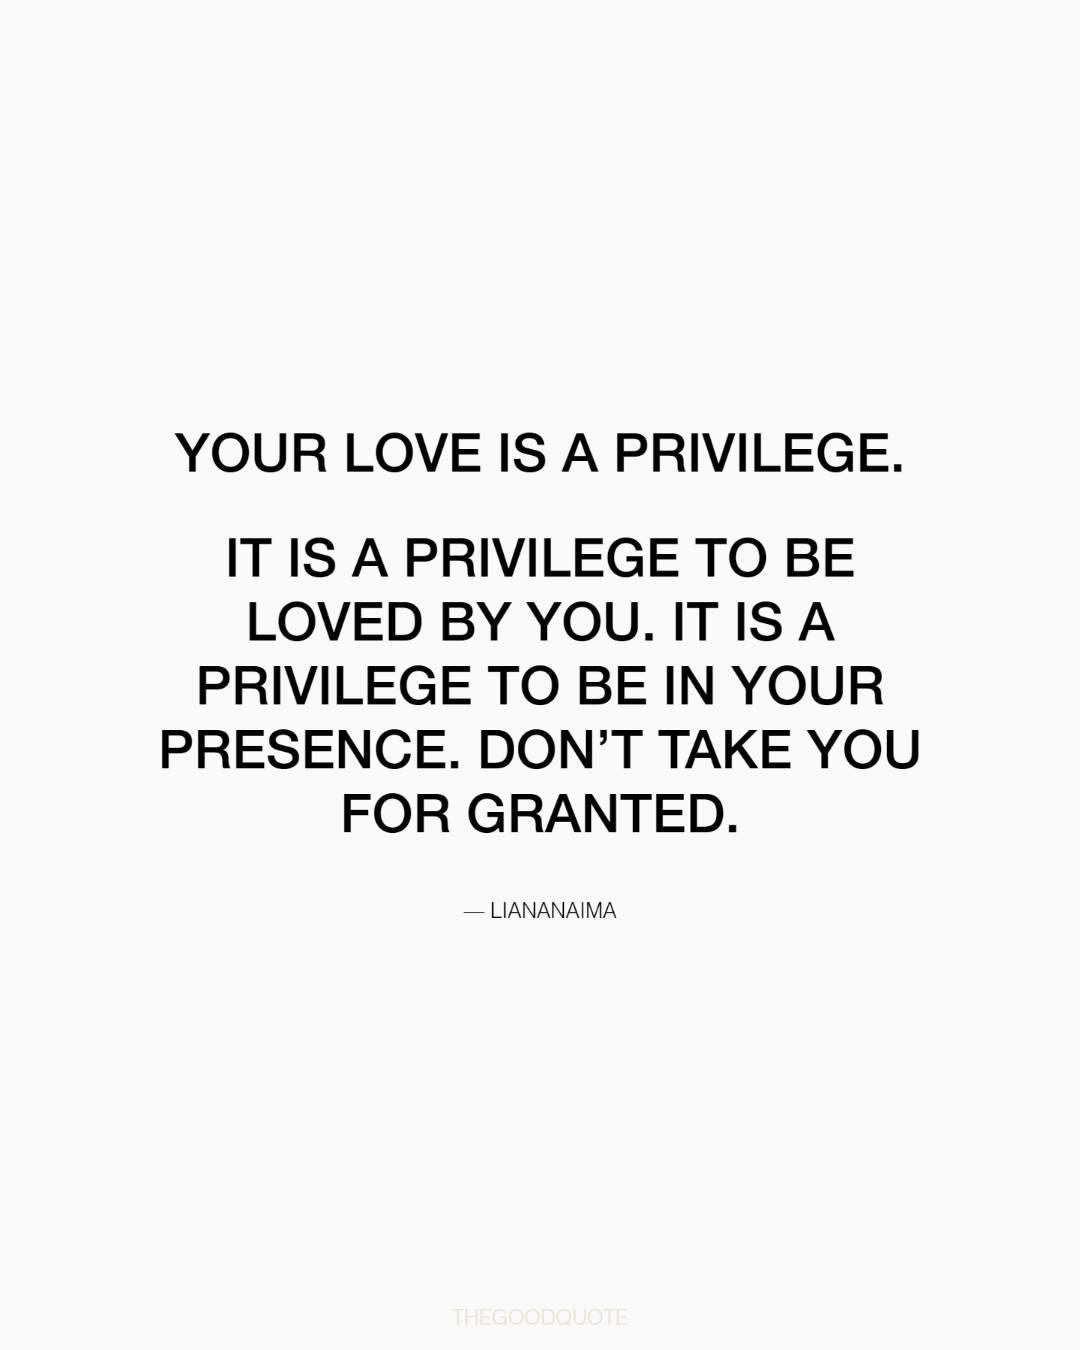 YOUR LOVE IS A PRIVILEGE.
IT IS A PRIVILEGE TO BE
LOVED BY YOU. IT IS A
PRIVILEGE TO BE IN YOUR
PRESENCE. DON’T TAKE YOU
FOR GRANTED.
— LIANANAIMA
THEGOODQUOTE